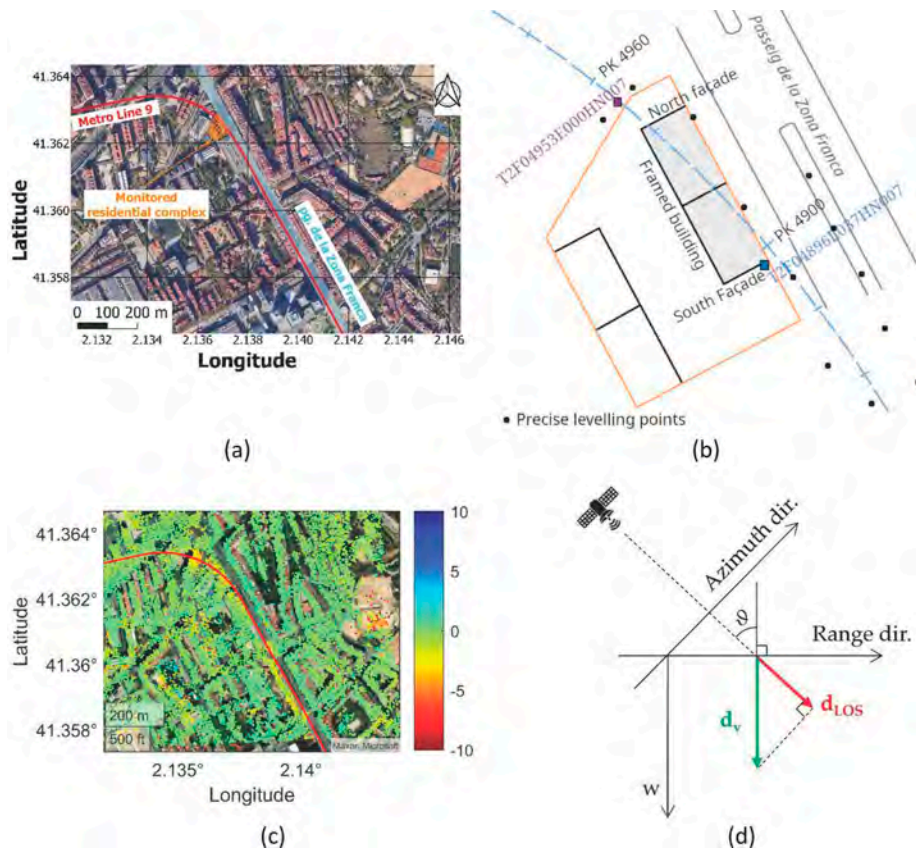 41.364
41.362
41.360
41.358
Latitude
Metro Line 9
Monitored
residential complex
pg. de la Zona Franca
0 100 200 m
2.132 2.134 2.136 2.138 2.140 2.142 2.144 2.146
Longitude
(a)
PK 4960
T2F04953E000HN007
North façade
Passeig de la Zona Franca
Framed building
PK 4900
South Façade
• Precise levelling points
(b)
41.364°
41.362°
41.36°
41.358°
Latitude
200 m
500 ft
Microsoft
2.135° 2.14°
Longitude
10
5
0
-5
-10
(c)
Azimuth dir.
ϑ
Range dir.
dLOS
dv
w
(d)